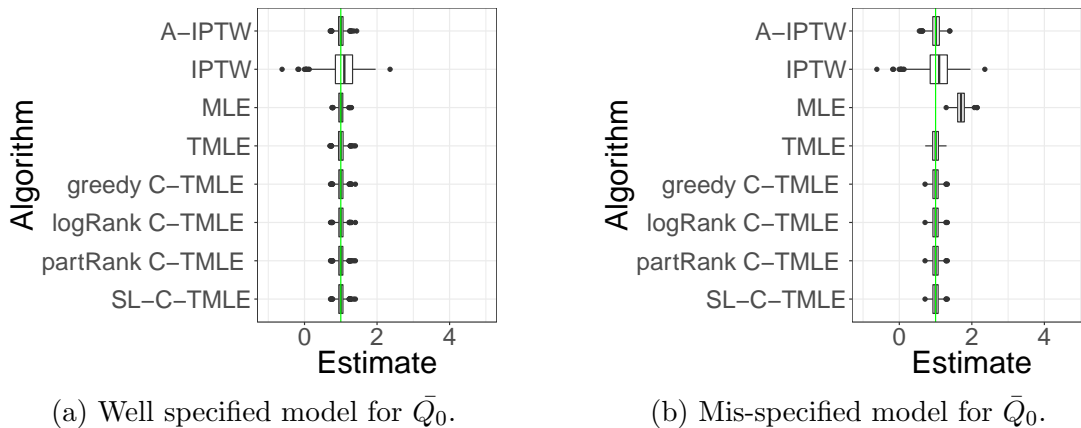 Algorithm
A−IPTW
IPTW
MLE
TMLE
greedy C−TMLE
logRank C−TMLE
partRank C−TMLE
SL−C−TMLE
0 2 4
Estimate
(a) Well specified model for Q̄₀.
Algorithm
A−IPTW
IPTW
MLE
TMLE
greedy C−TMLE
logRank C−TMLE
partRank C−TMLE
SL−C−TMLE
0 2 4
Estimate
(b) Mis-specified model for Q̄₀.